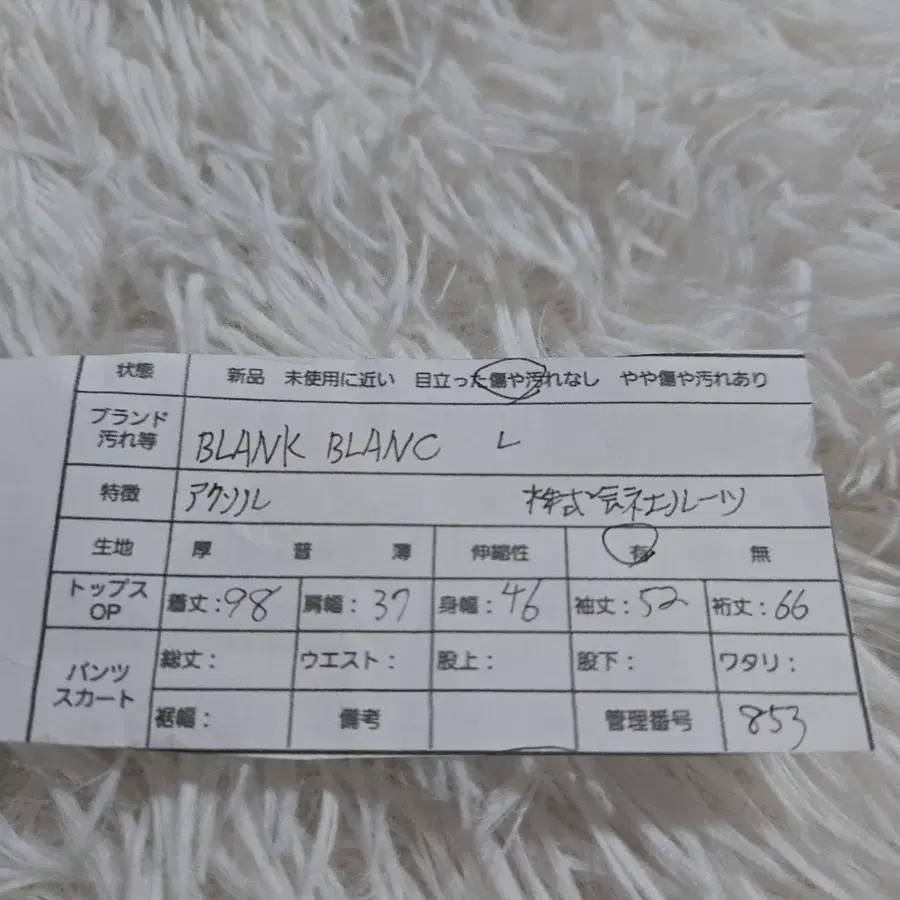 状態 新品 未使用に近い 目立った傷や汚れなし やや傷や汚れあり
ブランド
汚れ等 BLANK BLANC L
特徴 アクリル 株式会社エルルーツ
生地 厚 普 薄 伸縮性 有 無
トップス
OP 着丈:98 肩幅:37 身幅:46 袖丈:52 裄丈:66
パンツ
スカート 総丈: ウエスト: 股上: 股下: ワタリ:
裾幅: 備考 管理番号 853